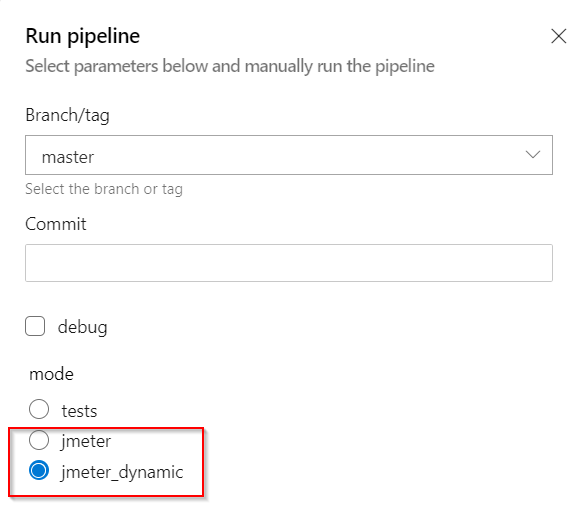 Run pipeline
Select parameters below and manually run the pipeline
Branch/tag
master
Select the branch or tag
Commit
debug
mode
tests
jmeter
jmeter_dynamic